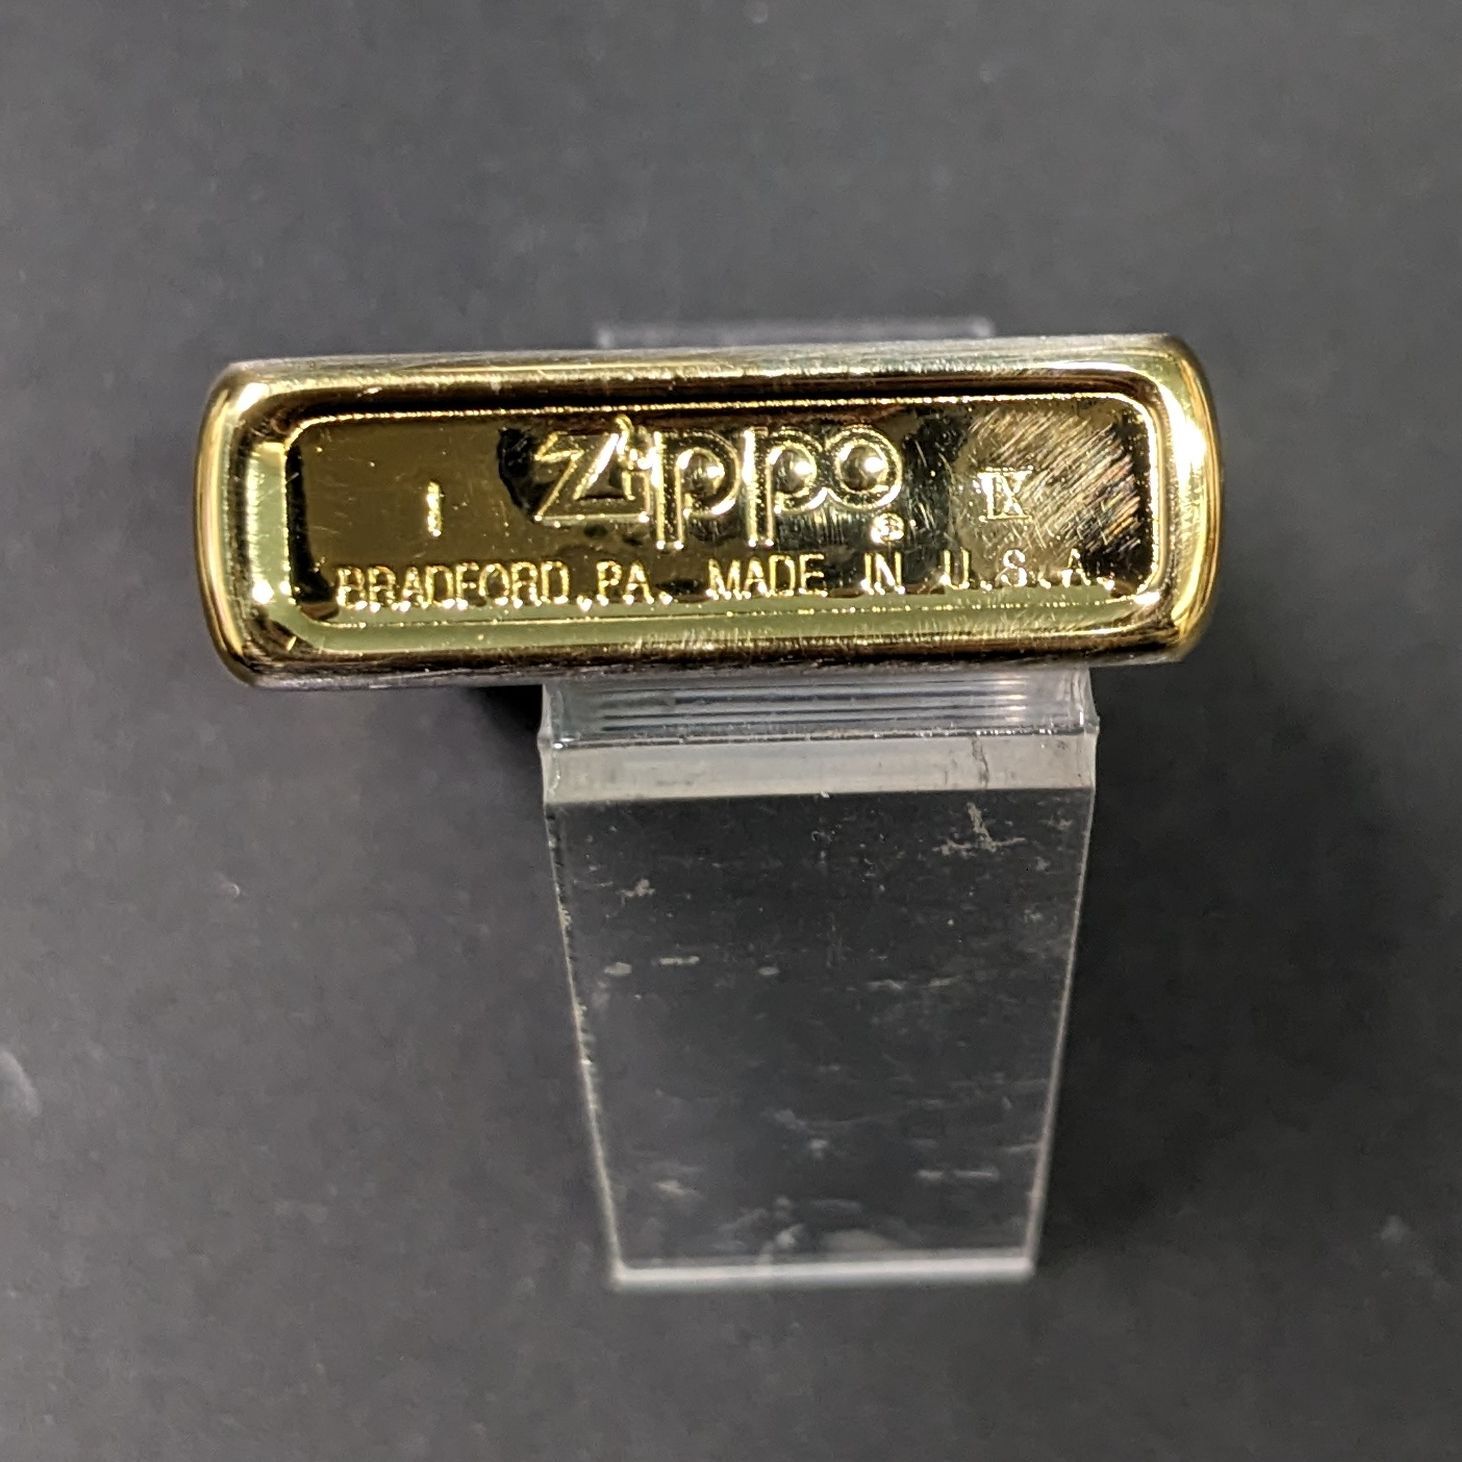 I Zippo ® IX
BRADFORD, PA. MADE IN U.S.A.